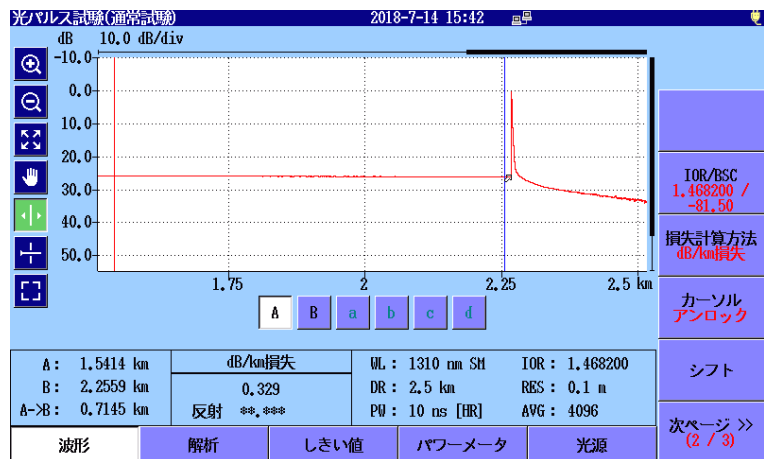 光パルス試験(通常試験) 2018-7-14 15:42
dB 10.0 dB/div
-10.0
0.0
10.0
20.0
30.0
40.0
50.0
1.75 2 2.25 2.5 km
A B a b c d
IOR/BSC
1.468200 /
-81.50
損失計算方法
dB/km損失
カーソル
アンロック
シフト
次ページ >>
(2 / 3)
A: 1.5414 km
B: 2.2559 km
A->B: 0.7145 km
dB/km損失
0.329
反射 **.***
WL: 1310 nm SM IOR: 1.468200
DR: 2.5 km RES: 0.1 m
PW: 10 ns [HR] AVG: 4096
波形 解析 しきい値 パワーメータ 光源